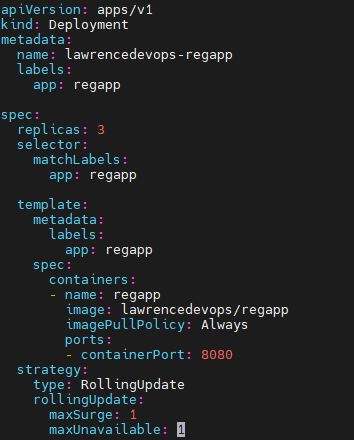 apiVersion: apps/v1
kind: Deployment
metadata:
  name: lawrencedevops-regapp
  labels:
    app: regapp

spec:
  replicas: 3
  selector:
    matchLabels:
      app: regapp

  template:
    metadata:
      labels:
        app: regapp
    spec:
      containers:
      - name: regapp
        image: lawrencedevops/regapp
        imagePullPolicy: Always
        ports:
        - containerPort: 8080
  strategy:
    type: RollingUpdate
    rollingUpdate:
      maxSurge: 1
      maxUnavailable: 1